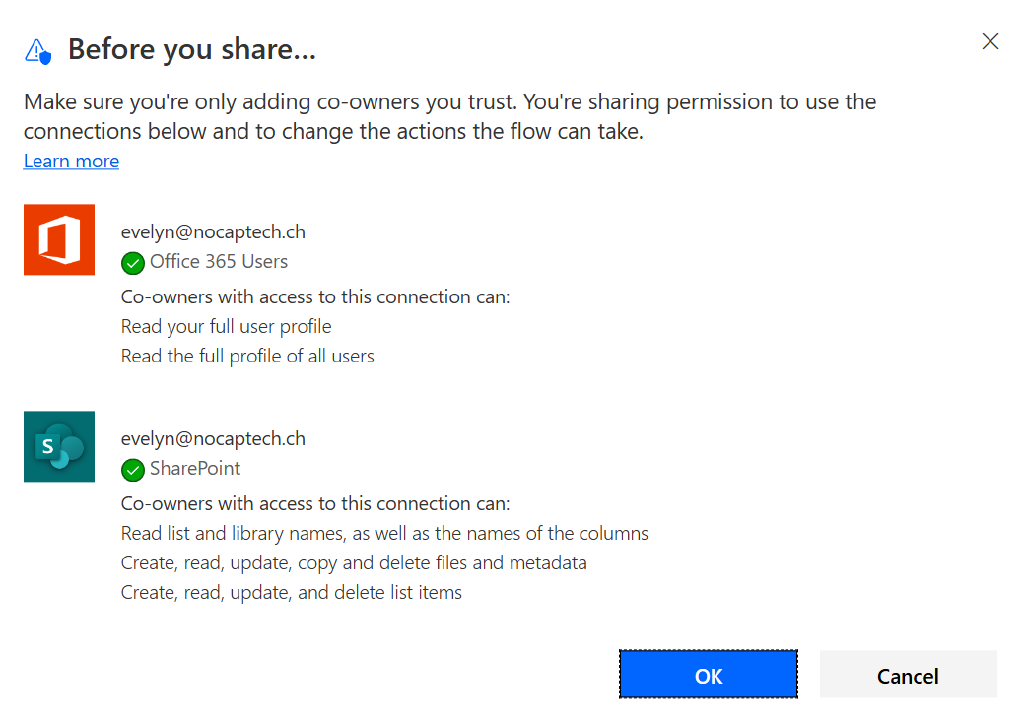 Before you share...
Make sure you're only adding co-owners you trust. You're sharing permission to use the
connections below and to change the actions the flow can take.
Learn more
evelyn@nocaptech.ch
Office 365 Users
Co-owners with access to this connection can:
Read your full user profile
Read the full profile of all users
S
evelyn@nocaptech.ch
SharePoint
Co-owners with access to this connection can:
Read list and library names, as well as the names of the columns
Create, read, update, copy and delete files and metadata
Create, read, update, and delete list items
OK
Cancel